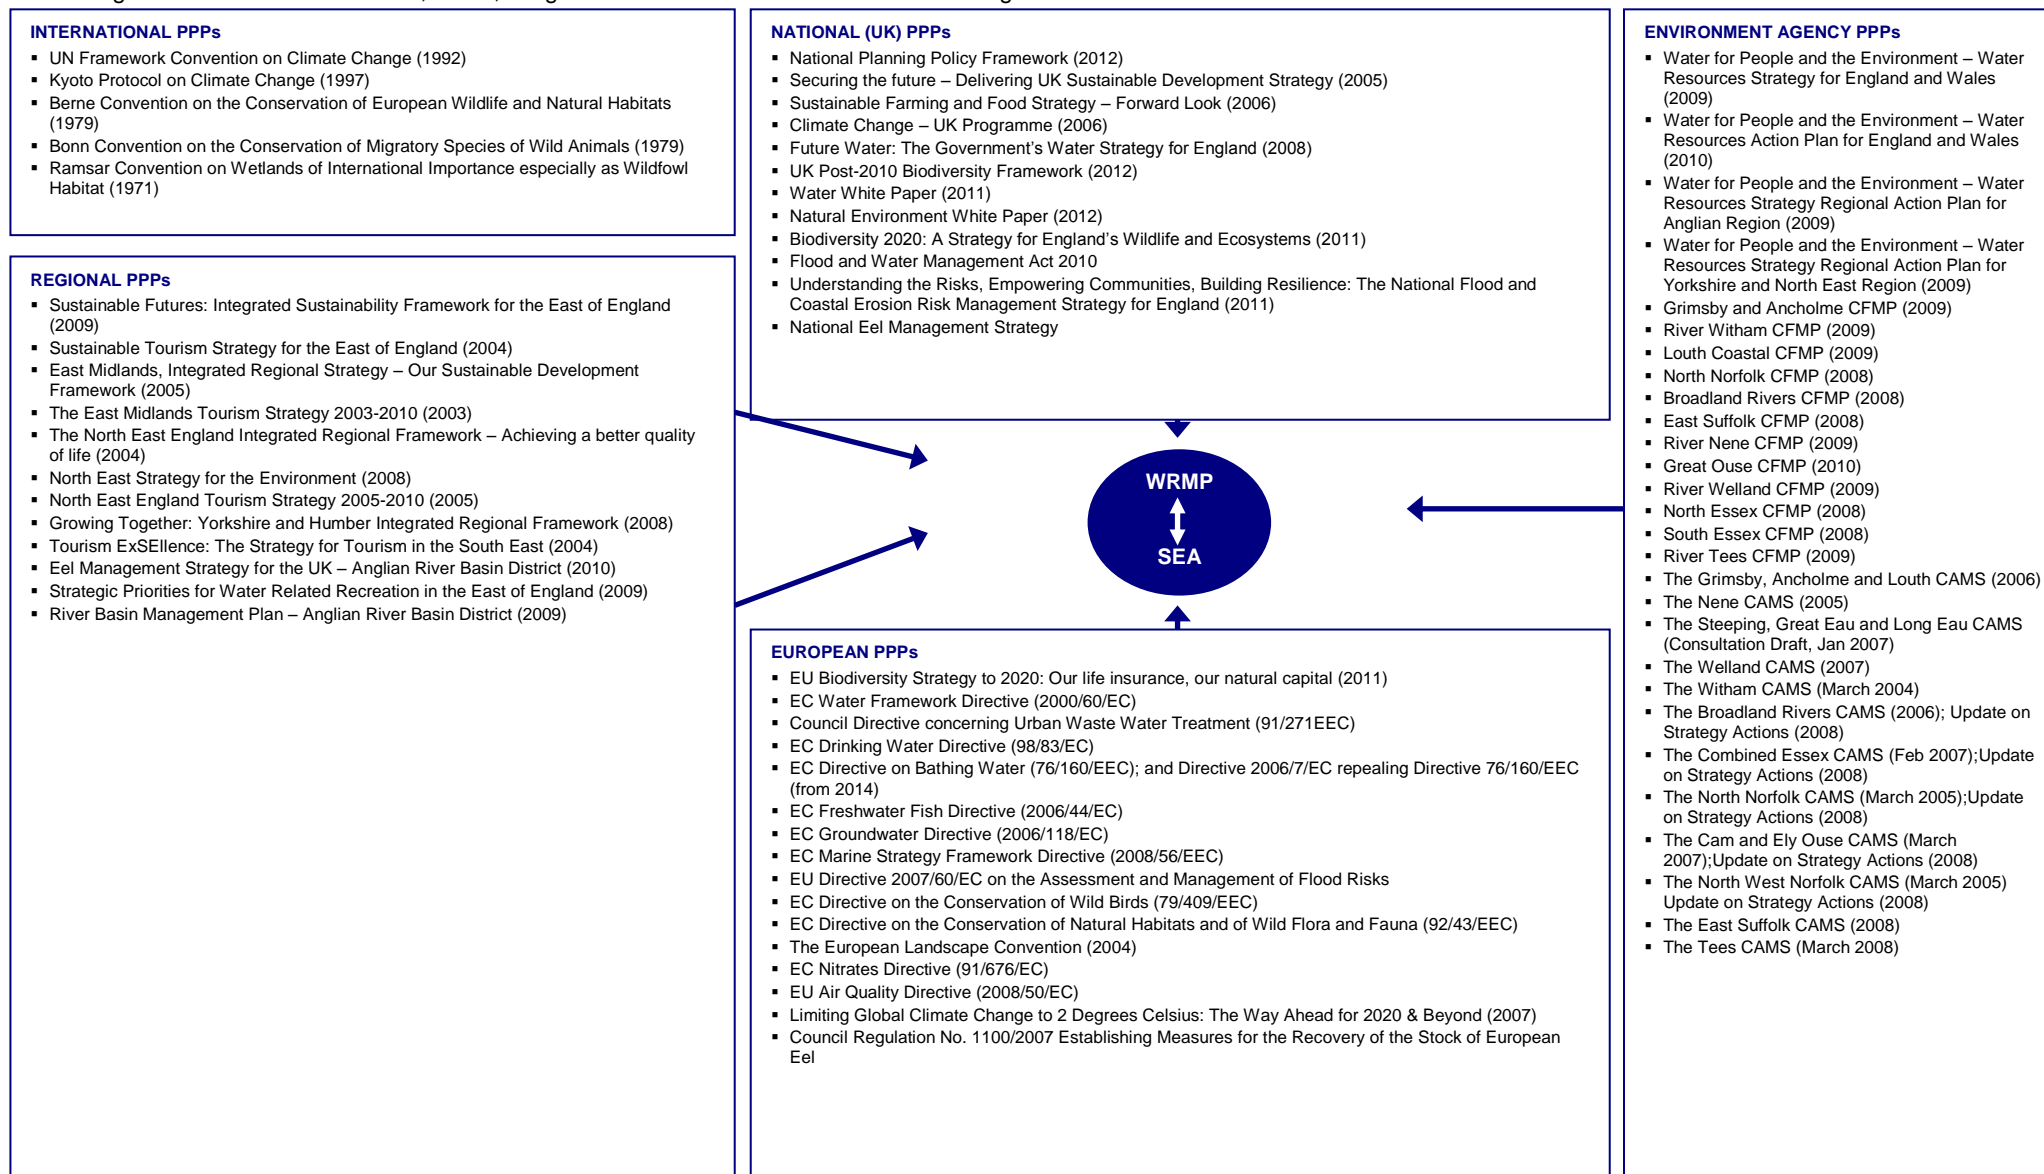 INTERNATIONAL PPPs
▪ UN Framework Convention on Climate Change (1992)
▪ Kyoto Protocol on Climate Change (1997)
▪ Berne Convention on the Conservation of European Wildlife and Natural Habitats
(1979)
▪ Bonn Convention on the Conservation of Migratory Species of Wild Animals (1979)
▪ Ramsar Convention on Wetlands of International Importance especially as Wildfowl
Habitat (1971)
REGIONAL PPPs
▪ Sustainable Futures: Integrated Sustainability Framework for the East of England
(2009)
▪ Sustainable Tourism Strategy for the East of England (2004)
▪ East Midlands, Integrated Regional Strategy – Our Sustainable Development
Framework (2005)
▪ The East Midlands Tourism Strategy 2003-2010 (2003)
▪ The North East England Integrated Regional Framework – Achieving a better quality
of life (2004)
▪ North East Strategy for the Environment (2008)
▪ North East England Tourism Strategy 2005-2010 (2005)
▪ Growing Together: Yorkshire and Humber Integrated Regional Framework (2008)
▪ Tourism ExSEllence: The Strategy for Tourism in the South East (2004)
▪ Eel Management Strategy for the UK – Anglian River Basin District (2010)
▪ Strategic Priorities for Water Related Recreation in the East of England (2009)
▪ River Basin Management Plan – Anglian River Basin District (2009)
NATIONAL (UK) PPPs
▪ National Planning Policy Framework (2012)
▪ Securing the future – Delivering UK Sustainable Development Strategy (2005)
▪ Sustainable Farming and Food Strategy – Forward Look (2006)
▪ Climate Change – UK Programme (2006)
▪ Future Water: The Government's Water Strategy for England (2008)
▪ UK Post-2010 Biodiversity Framework (2012)
▪ Water White Paper (2011)
▪ Natural Environment White Paper (2012)
▪ Biodiversity 2020: A Strategy for England's Wildlife and Ecosystems (2011)
▪ Flood and Water Management Act 2010
▪ Understanding the Risks, Empowering Communities, Building Resilience: The National Flood and
Coastal Erosion Risk Management Strategy for England (2011)
▪ National Eel Management Strategy
WRMP
SEA
EUROPEAN PPPs
▪ EU Biodiversity Strategy to 2020: Our life insurance, our natural capital (2011)
▪ EC Water Framework Directive (2000/60/EC)
▪ Council Directive concerning Urban Waste Water Treatment (91/271EEC)
▪ EC Drinking Water Directive (98/83/EC)
▪ EC Directive on Bathing Water (76/160/EEC); and Directive 2006/7/EC repealing Directive 76/160/EEC
(from 2014)
▪ EC Freshwater Fish Directive (2006/44/EC)
▪ EC Groundwater Directive (2006/118/EC)
▪ EC Marine Strategy Framework Directive (2008/56/EEC)
▪ EU Directive 2007/60/EC on the Assessment and Management of Flood Risks
▪ EC Directive on the Conservation of Wild Birds (79/409/EEC)
▪ EC Directive on the Conservation of Natural Habitats and of Wild Flora and Fauna (92/43/EEC)
▪ The European Landscape Convention (2004)
▪ EC Nitrates Directive (91/676/EC)
▪ EU Air Quality Directive (2008/50/EC)
▪ Limiting Global Climate Change to 2 Degrees Celsius: The Way Ahead for 2020 & Beyond (2007)
▪ Council Regulation No. 1100/2007 Establishing Measures for the Recovery of the Stock of European
Eel
ENVIRONMENT AGENCY PPPs
▪ Water for People and the Environment – Water
Resources Strategy for England and Wales
(2009)
▪ Water for People and the Environment – Water
Resources Action Plan for England and Wales
(2010)
▪ Water for People and the Environment – Water
Resources Strategy Regional Action Plan for
Anglian Region (2009)
▪ Water for People and the Environment – Water
Resources Strategy Regional Action Plan for
Yorkshire and North East Region (2009)
▪ Grimsby and Ancholme CFMP (2009)
▪ River Witham CFMP (2009)
▪ Louth Coastal CFMP (2009)
▪ North Norfolk CFMP (2008)
▪ Broadland Rivers CFMP (2008)
▪ East Suffolk CFMP (2008)
▪ River Nene CFMP (2009)
▪ Great Ouse CFMP (2010)
▪ River Welland CFMP (2009)
▪ North Essex CFMP (2008)
▪ South Essex CFMP (2008)
▪ River Tees CFMP (2009)
▪ The Grimsby, Ancholme and Louth CAMS (2006)
▪ The Nene CAMS (2005)
▪ The Steeping, Great Eau and Long Eau CAMS
(Consultation Draft, Jan 2007)
▪ The Welland CAMS (2007)
▪ The Witham CAMS (March 2004)
▪ The Broadland Rivers CAMS (2006); Update on
Strategy Actions (2008)
▪ The Combined Essex CAMS (Feb 2007);Update
on Strategy Actions (2008)
▪ The North Norfolk CAMS (March 2005);Update
on Strategy Actions (2008)
▪ The Cam and Ely Ouse CAMS (March
2007);Update on Strategy Actions (2008)
▪ The North West Norfolk CAMS (March 2005)
Update on Strategy Actions (2008)
▪ The East Suffolk CAMS (2008)
▪ The Tees CAMS (March 2008)